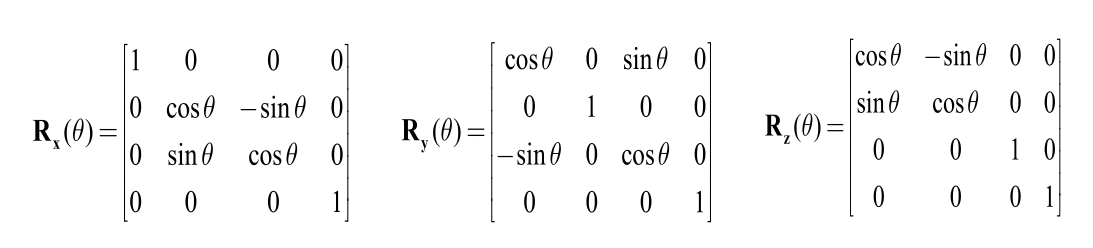 𝐑ₓ(θ) = [1 0 0 0; 0 cosθ −sinθ 0; 0 sinθ cosθ 0; 0 0 0 1]
𝐑ᵧ(θ) = [cosθ 0 sinθ 0; 0 1 0 0; −sinθ 0 cosθ 0; 0 0 0 1]
𝐑_z(θ) = [cosθ −sinθ 0 0; sinθ cosθ 0 0; 0 0 1 0; 0 0 0 1]